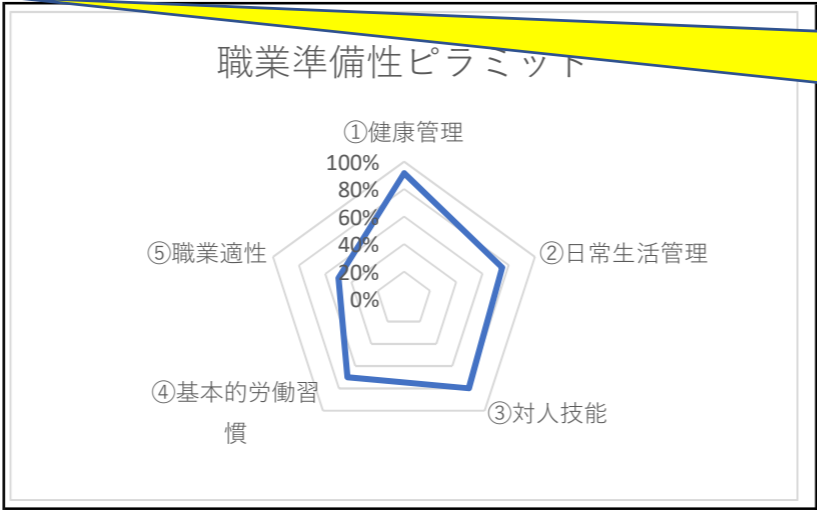 職業準備性ピラミッド
①健康管理
100%
80%
60%
40%
20%
0%
⑤職業適性
②日常生活管理
④基本的労働習
慣
③対人技能